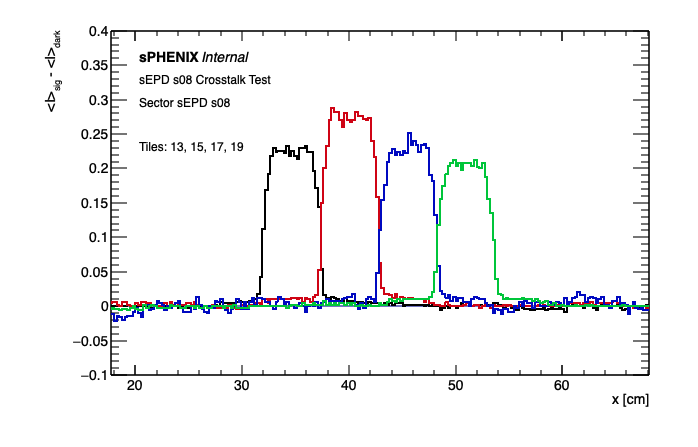 <I>sig - <I>dark
0.4
0.35
0.3
0.25
0.2
0.15
0.1
0.05
0
−0.05
−0.1
sPHENIX Internal
sEPD s08 Crosstalk Test
Sector sEPD s08
Tiles: 13, 15, 17, 19
20 30 40 50 60
x [cm]